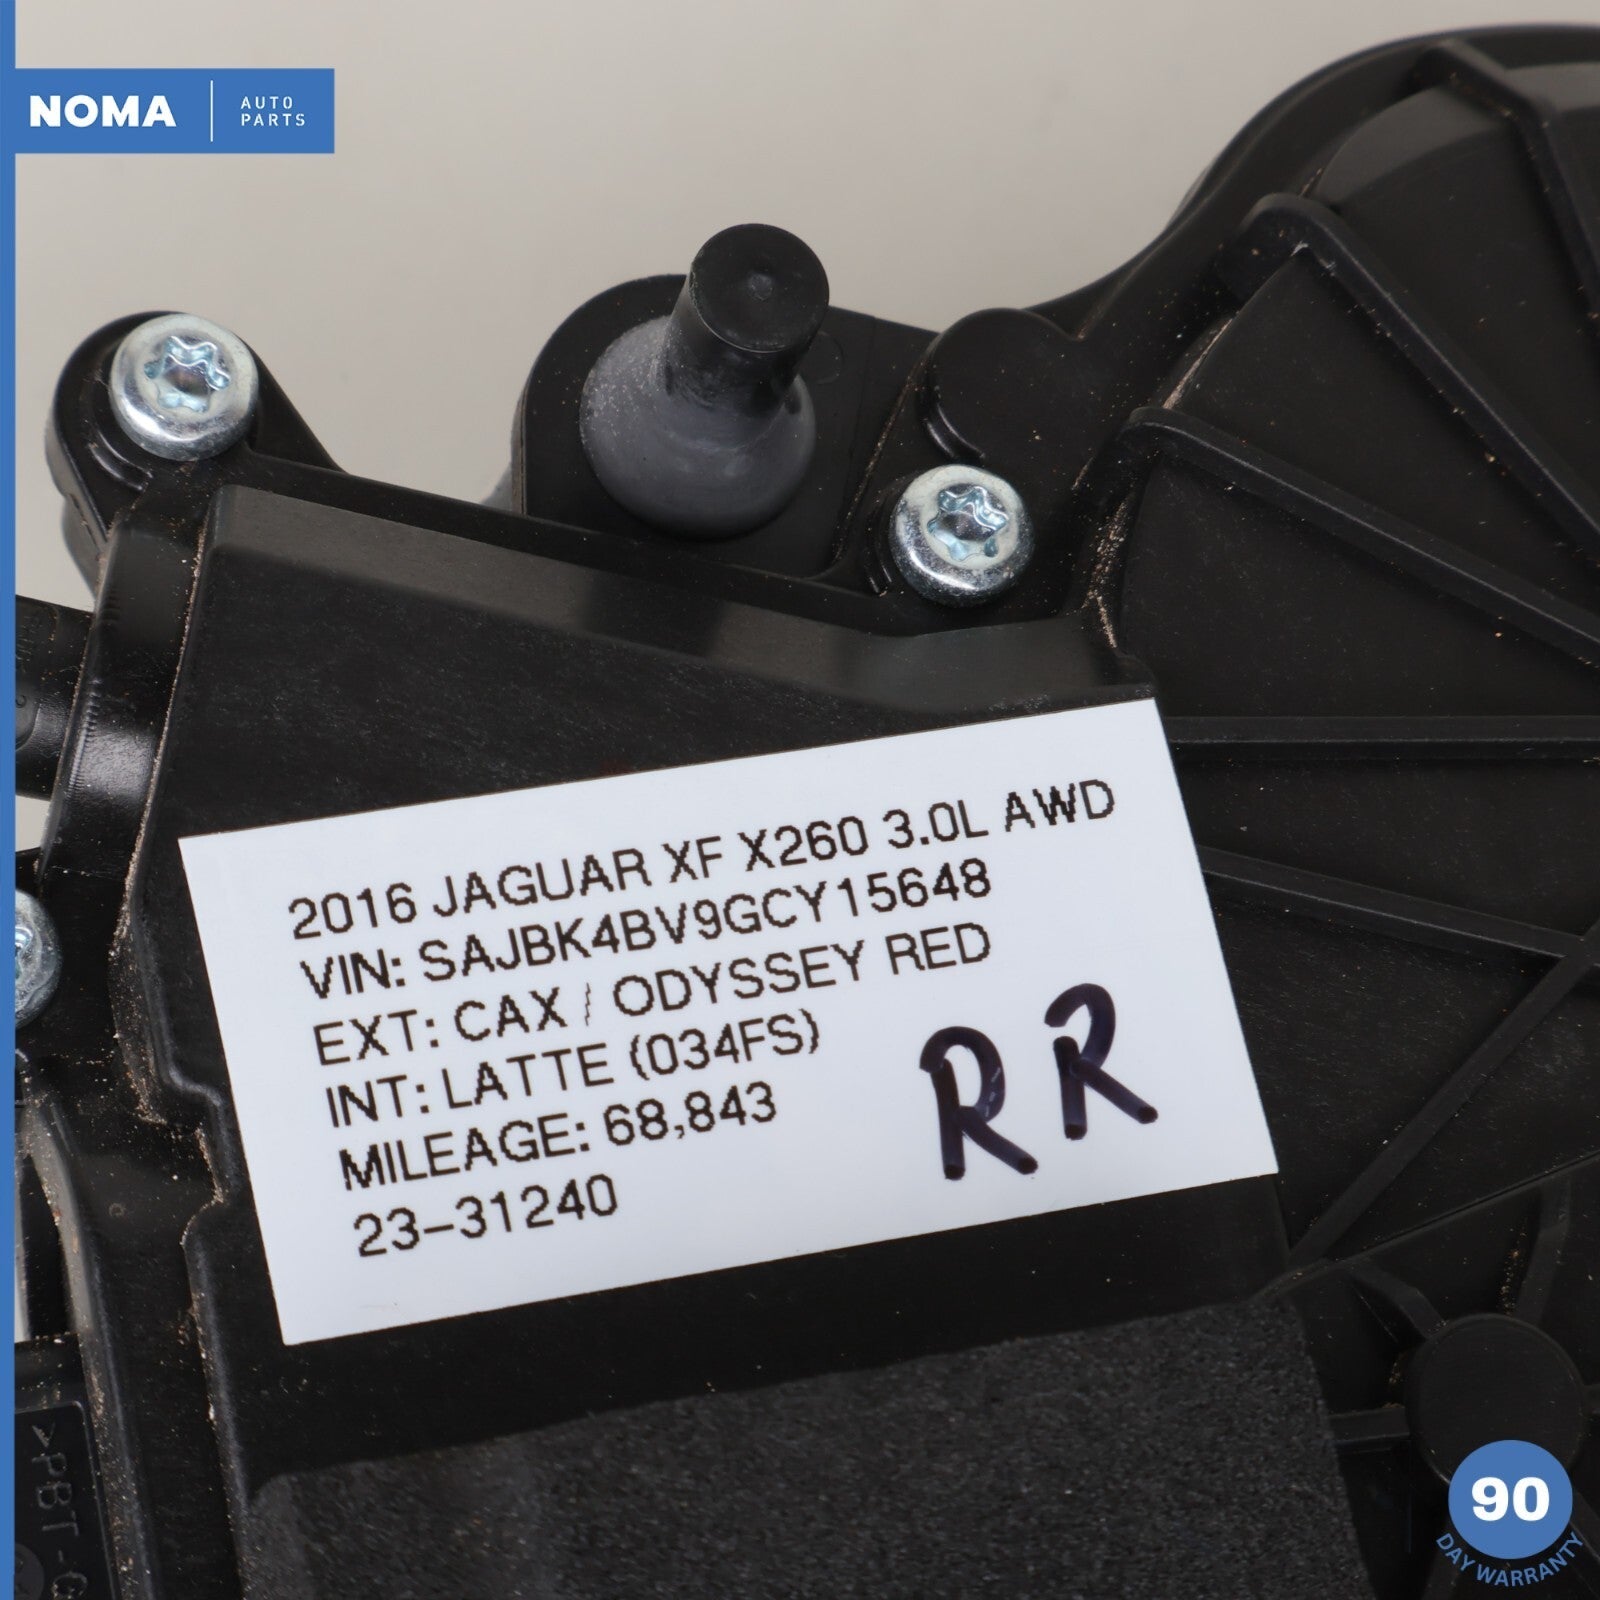 NOMA
AUTO
PARTS
2016 JAGUAR XF X260 3.0L AWD
VIN: SAJBK4BV9GCY15648
EXT: CAX / ODYSSEY RED
INT: LATTE (034FS)
MILEAGE: 68,843
23-31240
RR
>PBT-G
90
DAY WARRANTY